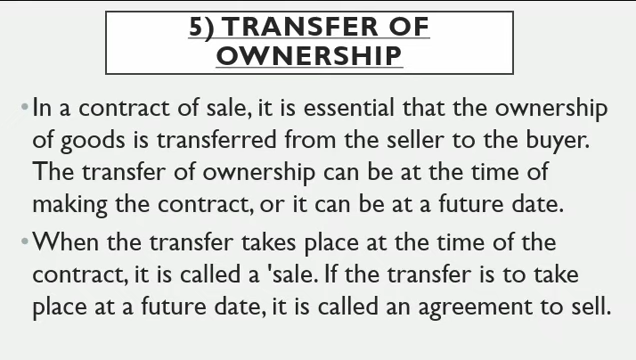 5) TRANSFER OF
OWNERSHIP
•In a contract of sale, it is essential that the ownership
of goods is transferred from the seller to the buyer.
The transfer of ownership can be at the time of
making the contract, or it can be at a future date.
•When the transfer takes place at the time of the
contract, it is called a 'sale. If the transfer is to take
place at a future date, it is called an agreement to sell.